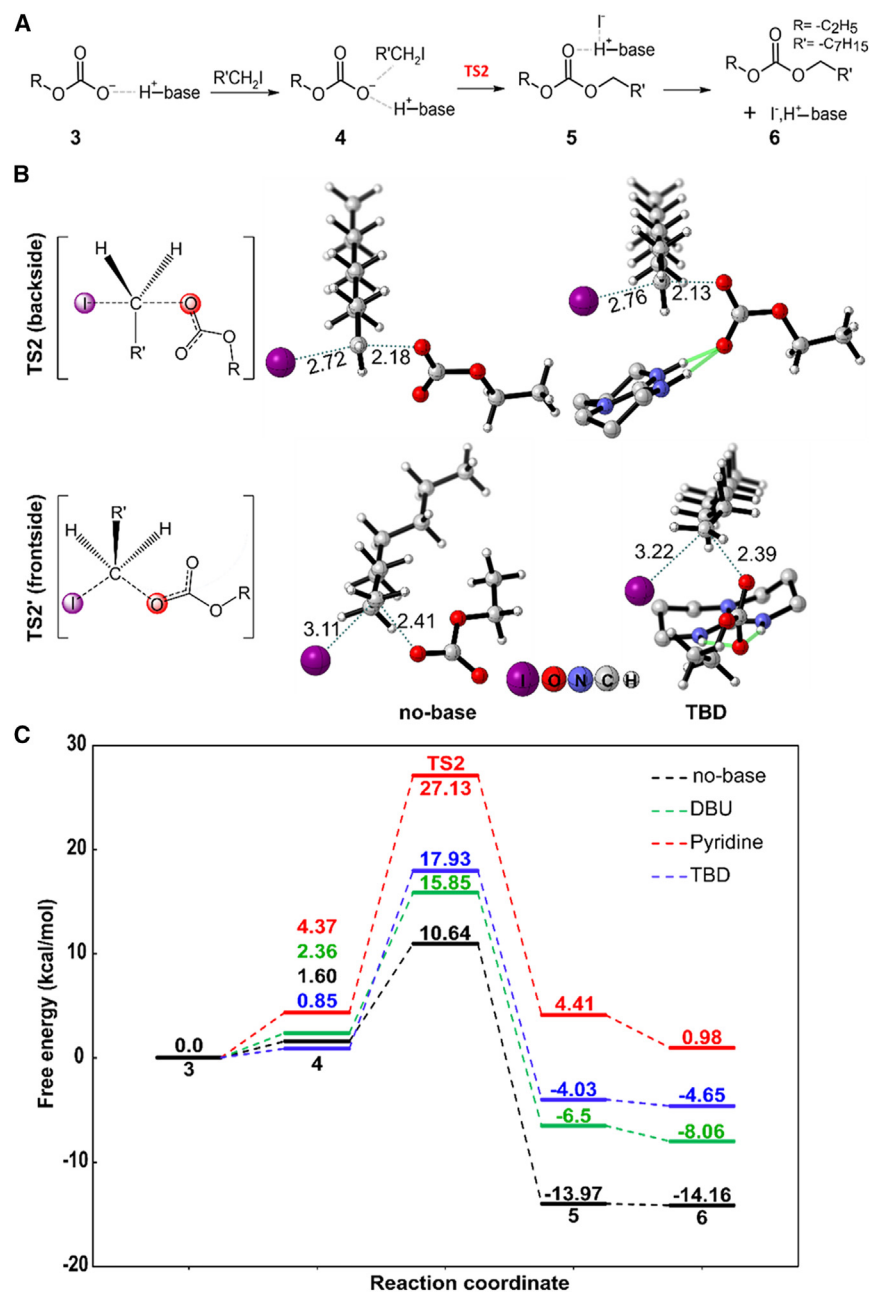 A
R
O
O
O⁻
H⁺–base
3
R'CH₂I
R
O
O
O⁻
R'CH₂I
H⁺–base
4
TS2
I⁻
H⁺–base
R
O
O
O
R'
5
R= -C₂H₅
R'= -C₇H₁₅
R
O
O
O
R'
+ I⁻,H⁺–base
6
B
TS2 (backside)
H
H
I
C
O
R'
O
O
R
2.72
2.18
2.76
2.13
TS2' (frontside)
R'
H
H
C
I
O
O
O
R
3.11
2.41
3.22
2.39
I O N C H
no-base
TBD
C
Free energy (kcal/mol)
30
20
10
0
-10
-20
TS2
27.13
17.93
15.85
10.64
no-base
DBU
Pyridine
TBD
4.37
2.36
1.60
0.85
0.0
3
4
4.41
0.98
-4.03
-4.65
-6.5
-8.06
-13.97
-14.16
5
6
Reaction coordinate